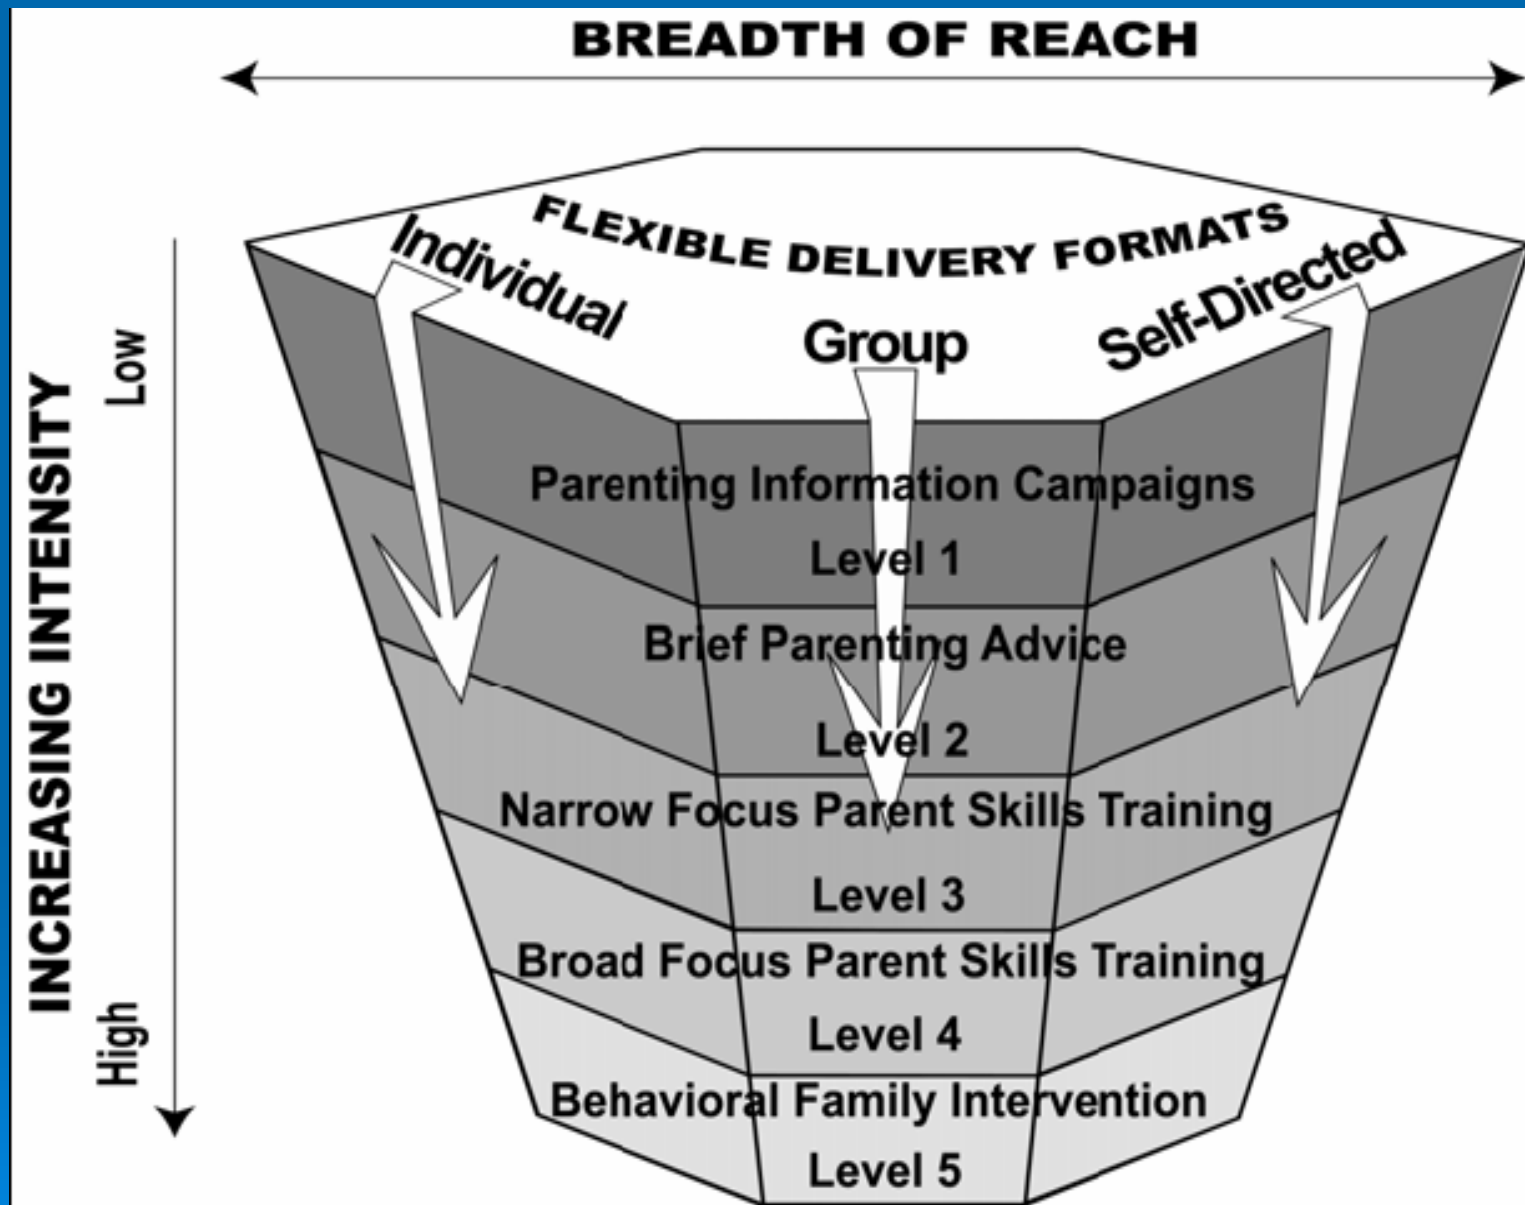 BREADTH OF REACH
FLEXIBLE DELIVERY FORMATS
Individual
Group
Self-Directed
INCREASING INTENSITY
Low
High
Parenting Information Campaigns
Level 1
Brief Parenting Advice
Level 2
Narrow Focus Parent Skills Training
Level 3
Broad Focus Parent Skills Training
Level 4
Behavioral Family Intervention
Level 5